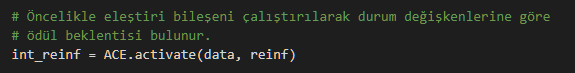 # Öncelikle eleştiri bileşeni çalıştırılarak durum değişkenlerine göre
# ödül beklentisi bulunur.
int_reinf = ACE.activate(data, reinf)